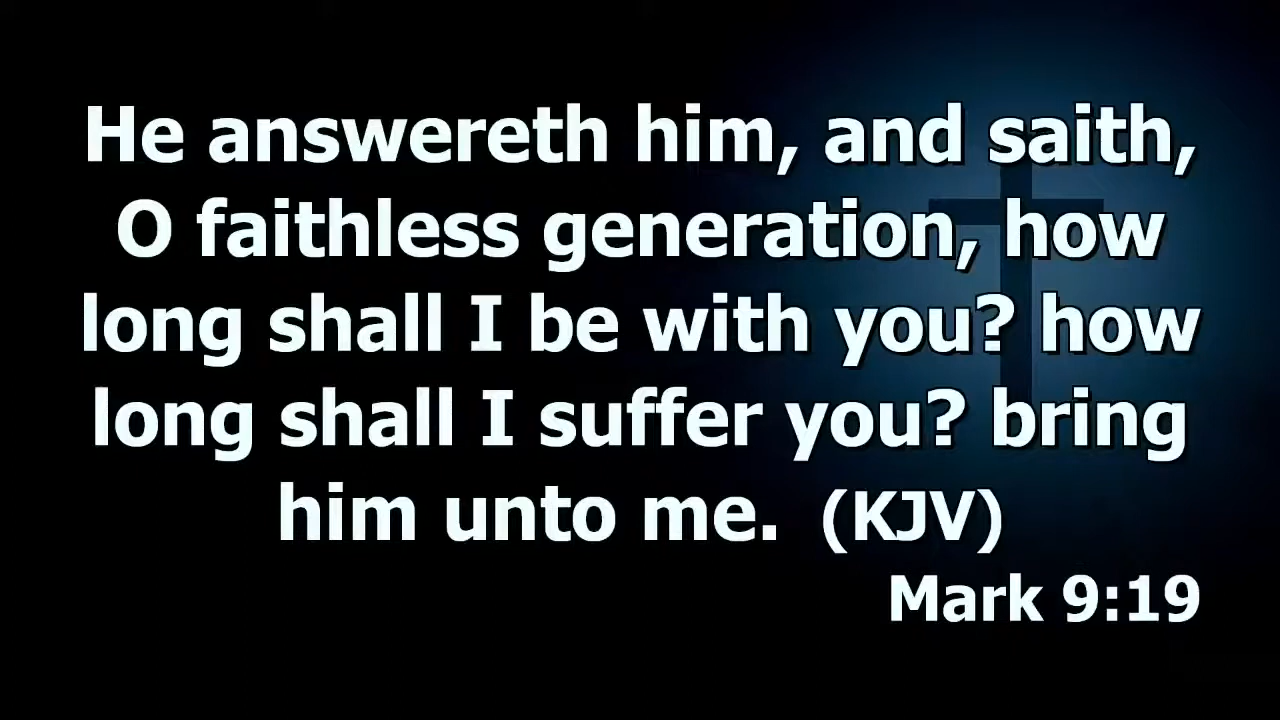 He answereth him, and saith,
O faithless generation, how
long shall I be with you? how
long shall I suffer you? bring
him unto me. (KJV)
Mark 9:19